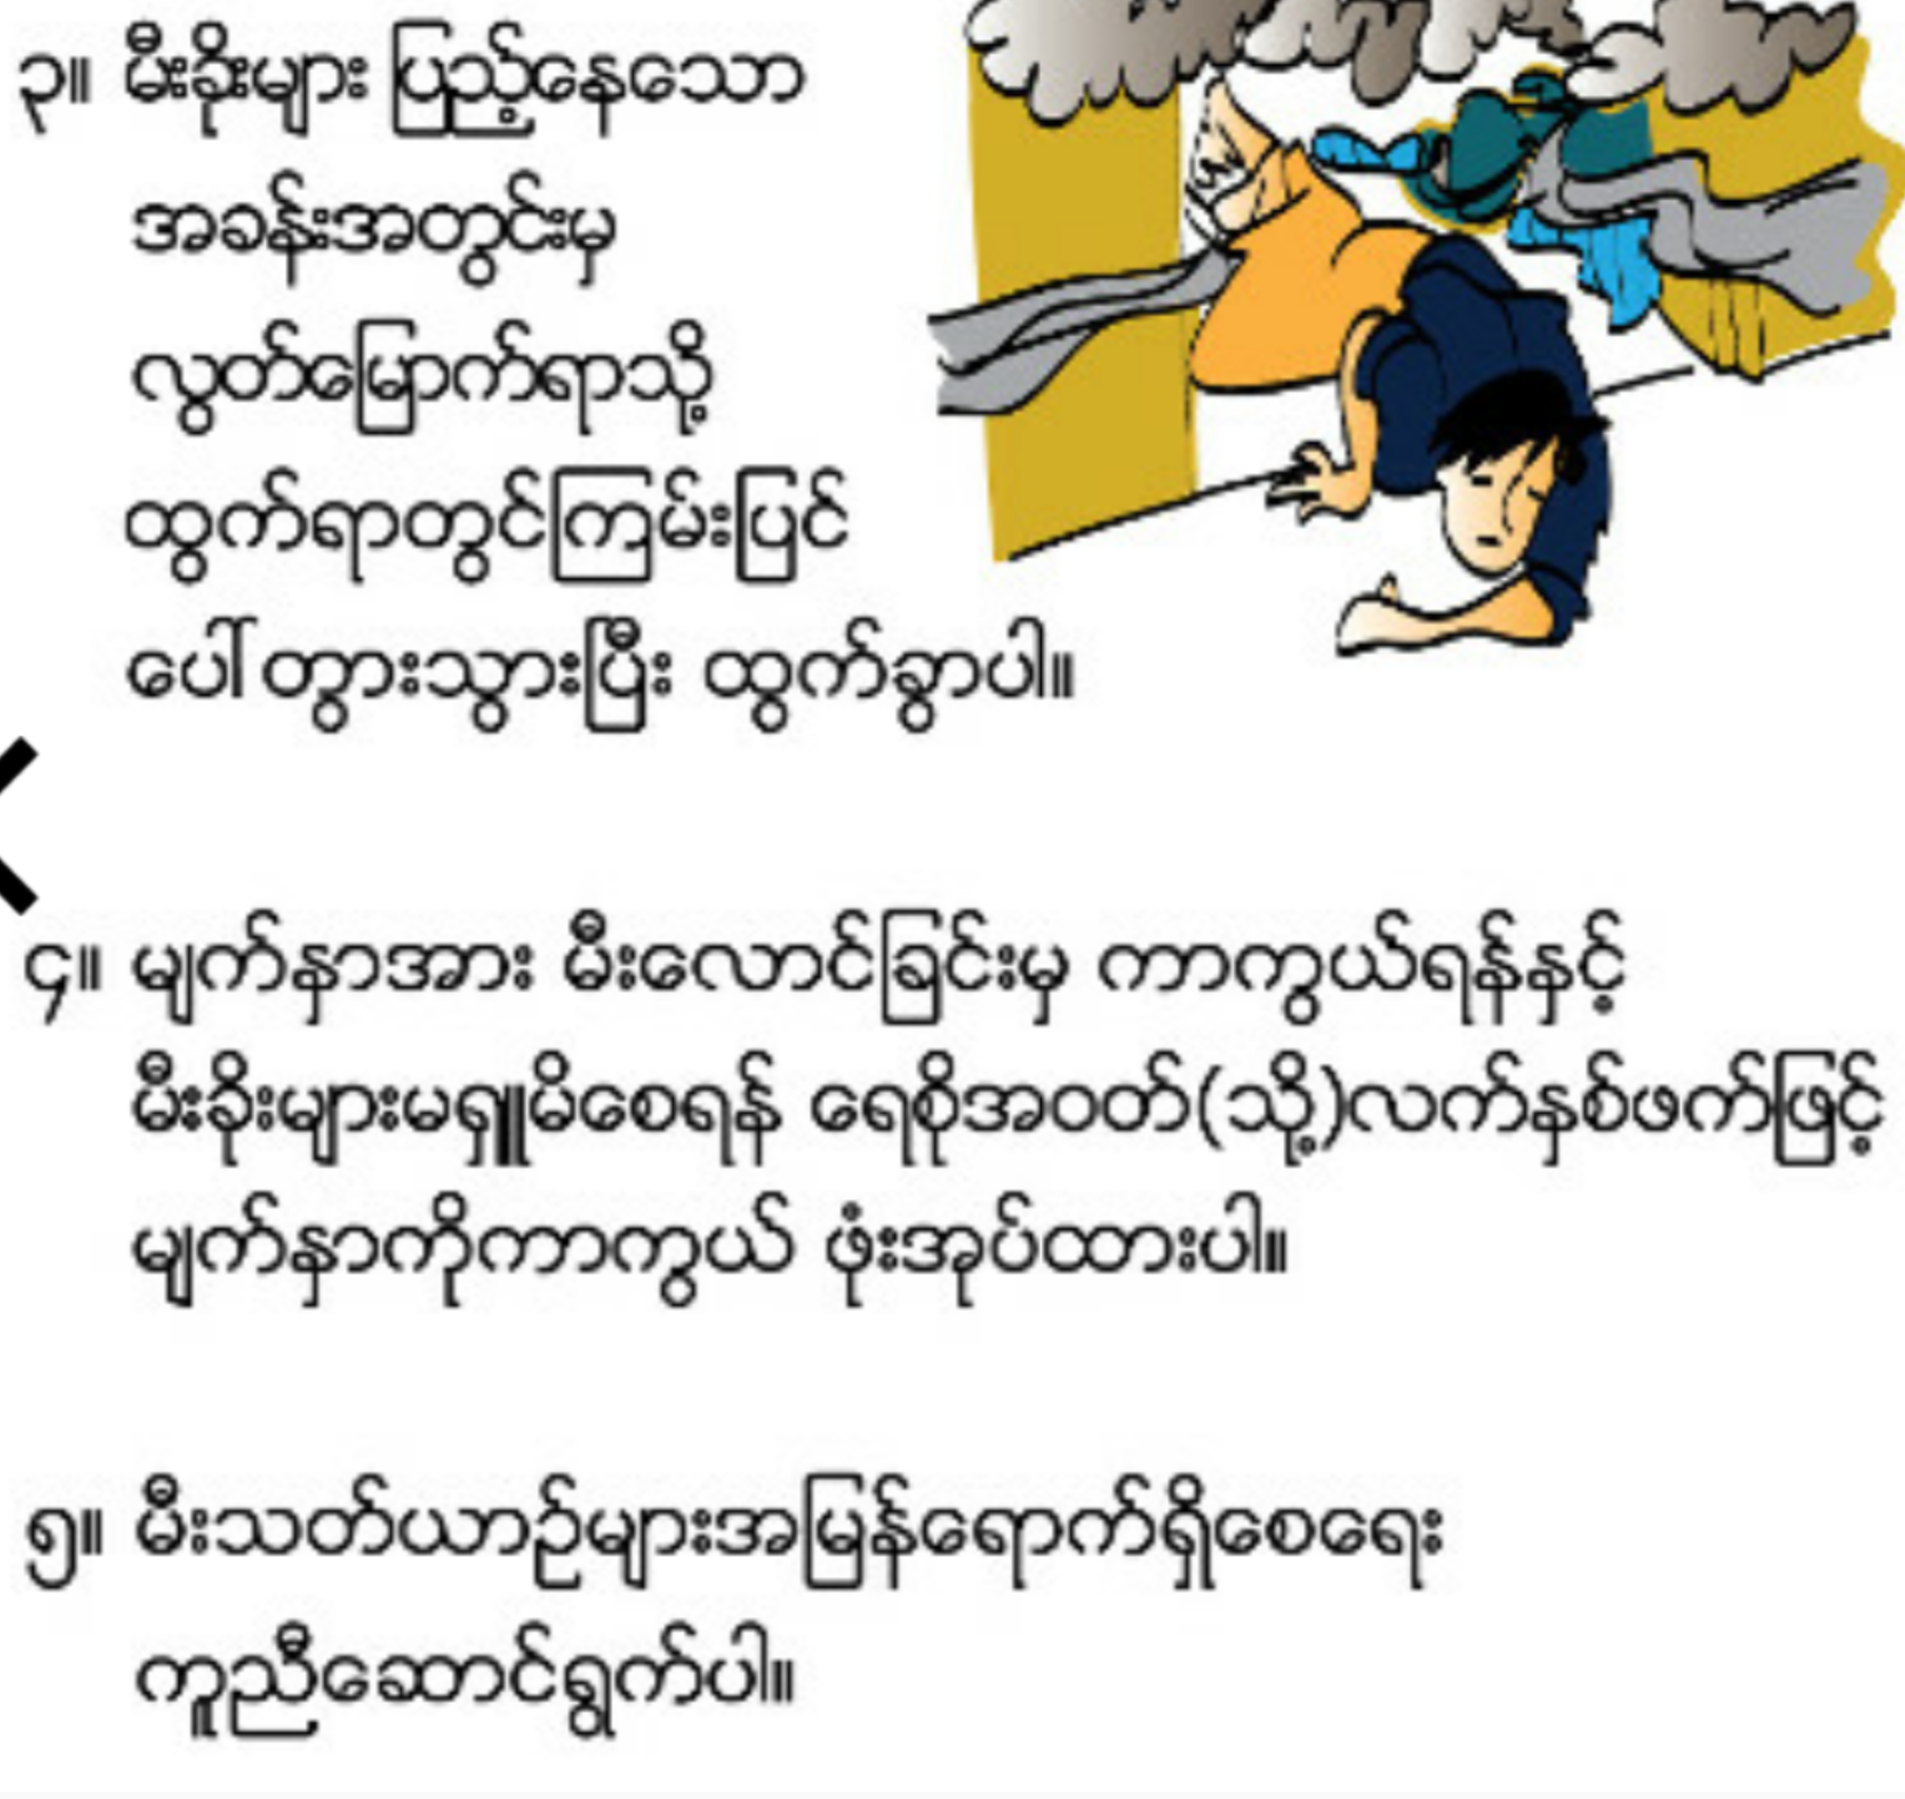 ၃။ မီးခိုးများ ပြည့်နေသော
အခန်းအတွင်းမှ
လွတ်မြောက်ရာသို့
ထွက်ရာတွင်ကြမ်းပြင်
ပေါ်တွားသွားပြီး ထွက်ခွာပါ။
၄။ မျက်နှာအား မီးလောင်ခြင်းမှ ကာကွယ်ရန်နှင့်
မီးခိုးများမရှူမိစေရန် ရေစိုအဝတ်(သို့)လက်နှစ်ဖက်ဖြင့်
မျက်နှာကိုကာကွယ် ဖုံးအုပ်ထားပါ။
၅။ မီးသတ်ယာဉ်များအမြန်ရောက်ရှိစေရေး
ကူညီဆောင်ရွက်ပါ။